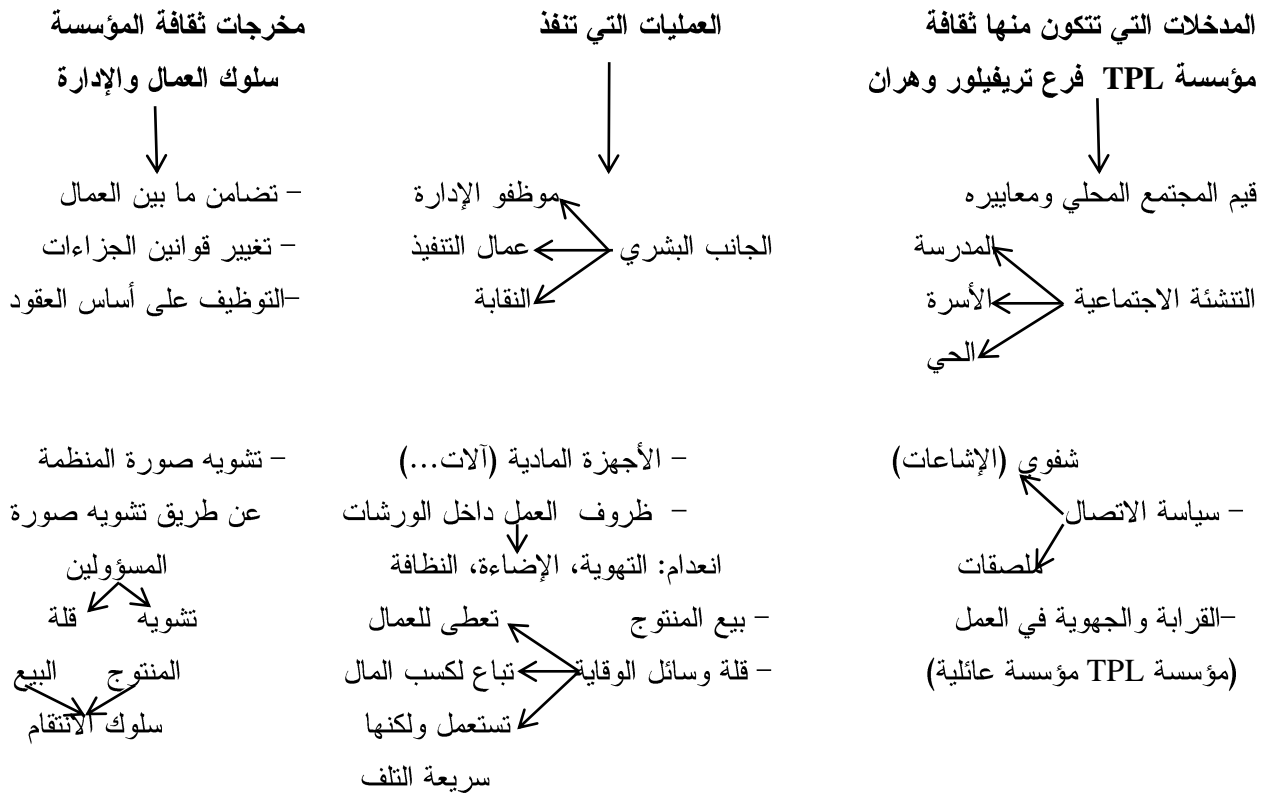 المدخلات التي تتكون منها ثقافة
مؤسسة TPL فرع تريفيلور وهران
قيم المجتمع المحلي ومعاييره
المدرسة
التنشئة الاجتماعية
الأسرة
الحي
شفوي (الإشاعات)
– سياسة الاتصال
ملصقات
–القرابة والجهوية في العمل
(مؤسسة TPL مؤسسة عائلية)
العمليات التي تنفذ
موظفو الإدارة
الجانب البشري
عمال التنفيذ
النقابة
– الأجهزة المادية (آلات...)
– ظروف العمل داخل الورشات
انعدام: التهوية، الإضاءة، النظافة
– بيع المنتوج
تعطى للعمال
– قلة وسائل الوقاية
تباع لكسب المال
تستعمل ولكنها
سريعة التلف
مخرجات ثقافة المؤسسة
سلوك العمال والإدارة
– تضامن ما بين العمال
– تغيير قوانين الجزاءات
–التوظيف على أساس العقود
– تشويه صورة المنظمة
عن طريق تشويه صورة
المسؤولين
تشويه قلة
المنتوج البيع
سلوك الانتقام